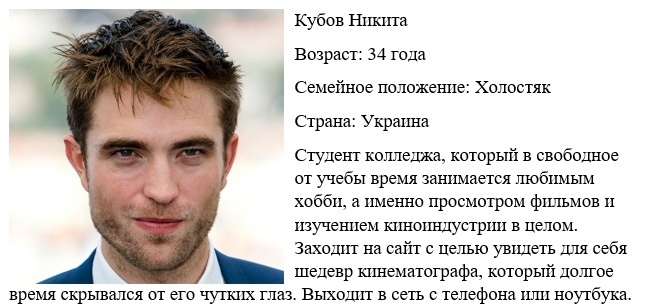 Кубов Никита
Возраст: 34 года
Семейное положение: Холостяк
Страна: Украина
Студент колледжа, который в свободное
от учебы время занимается любимым
хобби, а именно просмотром фильмов и
изучением киноиндустрии в целом.
Заходит на сайт с целью увидеть для себя
шедевр кинематографа, который долгое
время скрывался от его чутких глаз. Выходит в сеть с телефона или ноутбука.